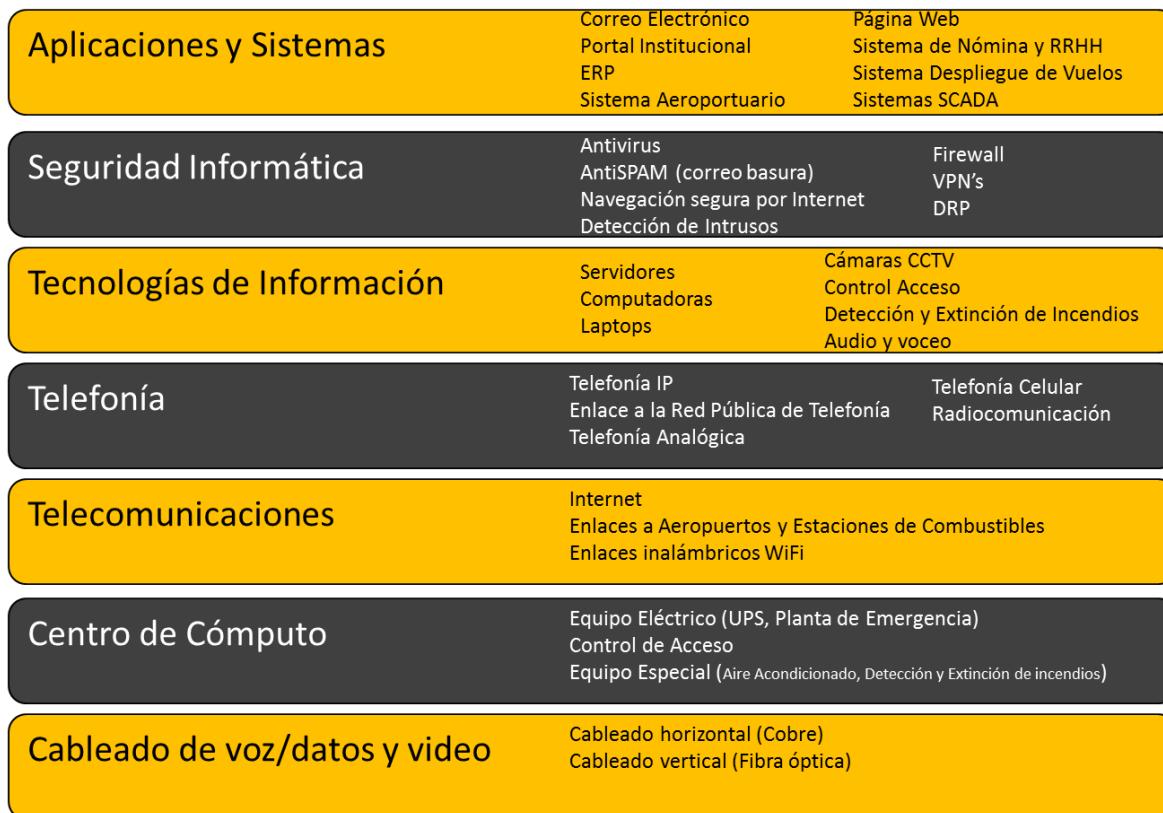 Aplicaciones y Sistemas
Correo Electrónico
Portal Institucional
ERP
Sistema Aeroportuario
Página Web
Sistema de Nómina y RRHH
Sistema Despliegue de Vuelos
Sistemas SCADA
Seguridad Informática
Antivirus
AntiSPAM (correo basura)
Navegación segura por Internet
Detección de Intrusos
Firewall
VPN’s
DRP
Tecnologías de Información
Servidores
Computadoras
Laptops
Cámaras CCTV
Control Acceso
Detección y Extinción de Incendios
Audio y voceo
Telefonía
Telefonía IP
Enlace a la Red Pública de Telefonía
Telefonía Analógica
Telefonía Celular
Radiocomunicación
Telecomunicaciones
Internet
Enlaces a Aeropuertos y Estaciones de Combustibles
Enlaces inalámbricos WiFi
Centro de Cómputo
Equipo Eléctrico (UPS, Planta de Emergencia)
Control de Acceso
Equipo Especial (Aire Acondicionado, Detección y Extinción de incendios)
Cableado de voz/datos y video
Cableado horizontal (Cobre)
Cableado vertical (Fibra óptica)